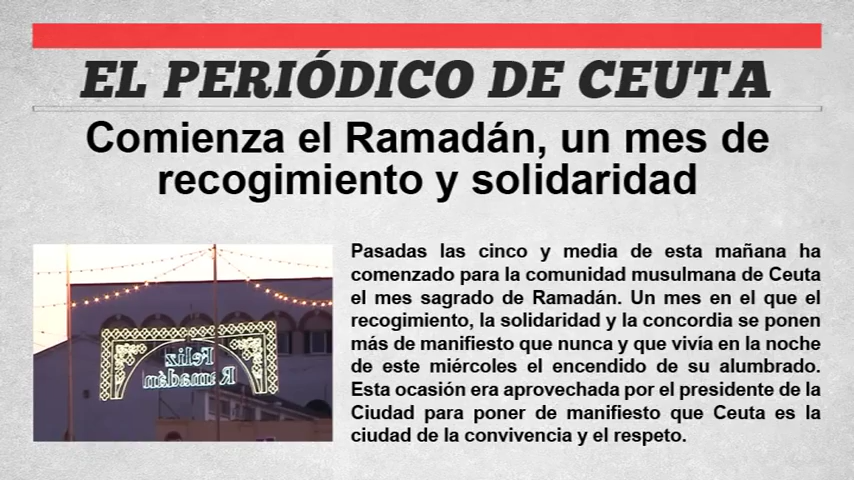 EL PERIÓDICO DE CEUTA
Comienza el Ramadán, un mes de
recogimiento y solidaridad
Feliz
Ramadán
Pasadas las cinco y media de esta mañana ha
comenzado para la comunidad musulmana de Ceuta
el mes sagrado de Ramadán. Un mes en el que el
recogimiento, la solidaridad y la concordia se ponen
más de manifiesto que nunca y que vivía en la noche
de este miércoles el encendido de su alumbrado.
Esta ocasión era aprovechada por el presidente de la
Ciudad para poner de manifiesto que Ceuta es la
ciudad de la convivencia y el respeto.